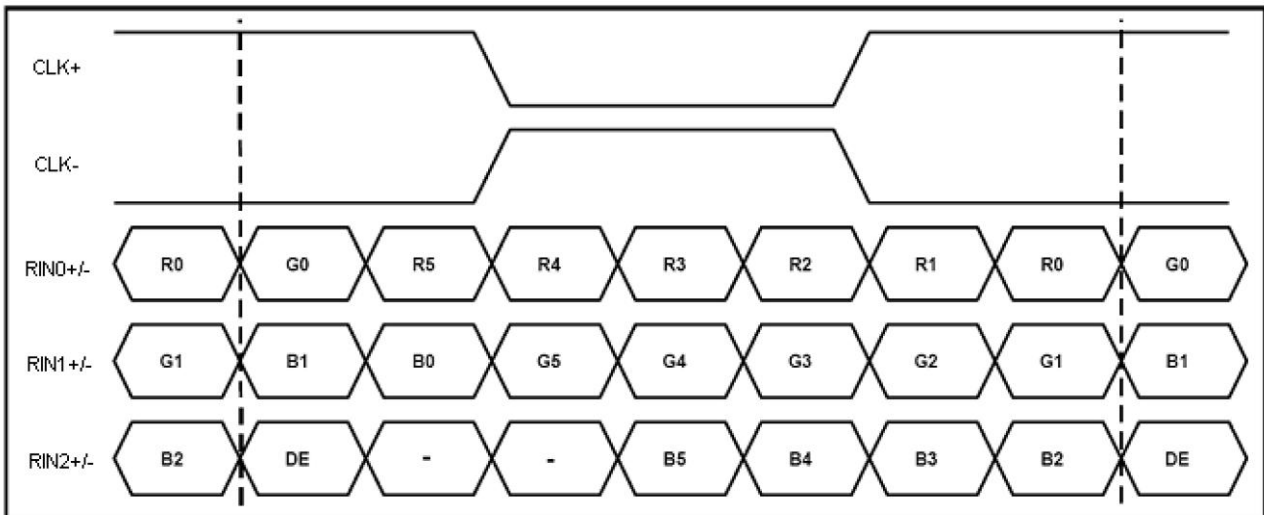 CLK+
CLK-
RIN0+/- R0 G0 R5 R4 R3 R2 R1 R0 G0
RIN1+/- G1 B1 B0 G5 G4 G3 G2 G1 B1
RIN2+/- B2 DE - - B5 B4 B3 B2 DE